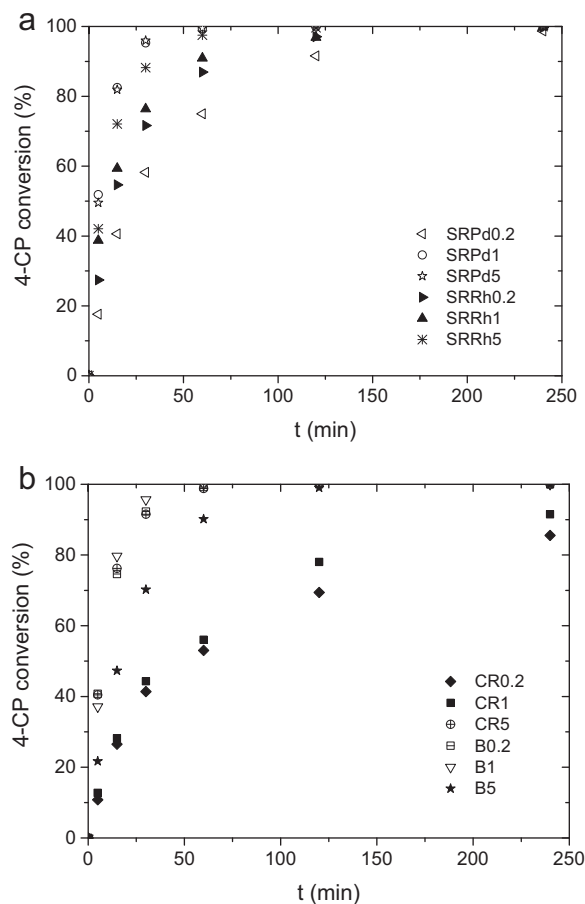 a
100
80
60
40
20
0
4-CP conversion (%)
SRPd0.2
SRPd1
SRPd5
SRRh0.2
SRRh1
SRRh5
0 50 100 150 200 250
t (min)
b
100
80
60
40
20
0
4-CP conversion (%)
CR0.2
CR1
CR5
B0.2
B1
B5
0 50 100 150 200 250
t (min)